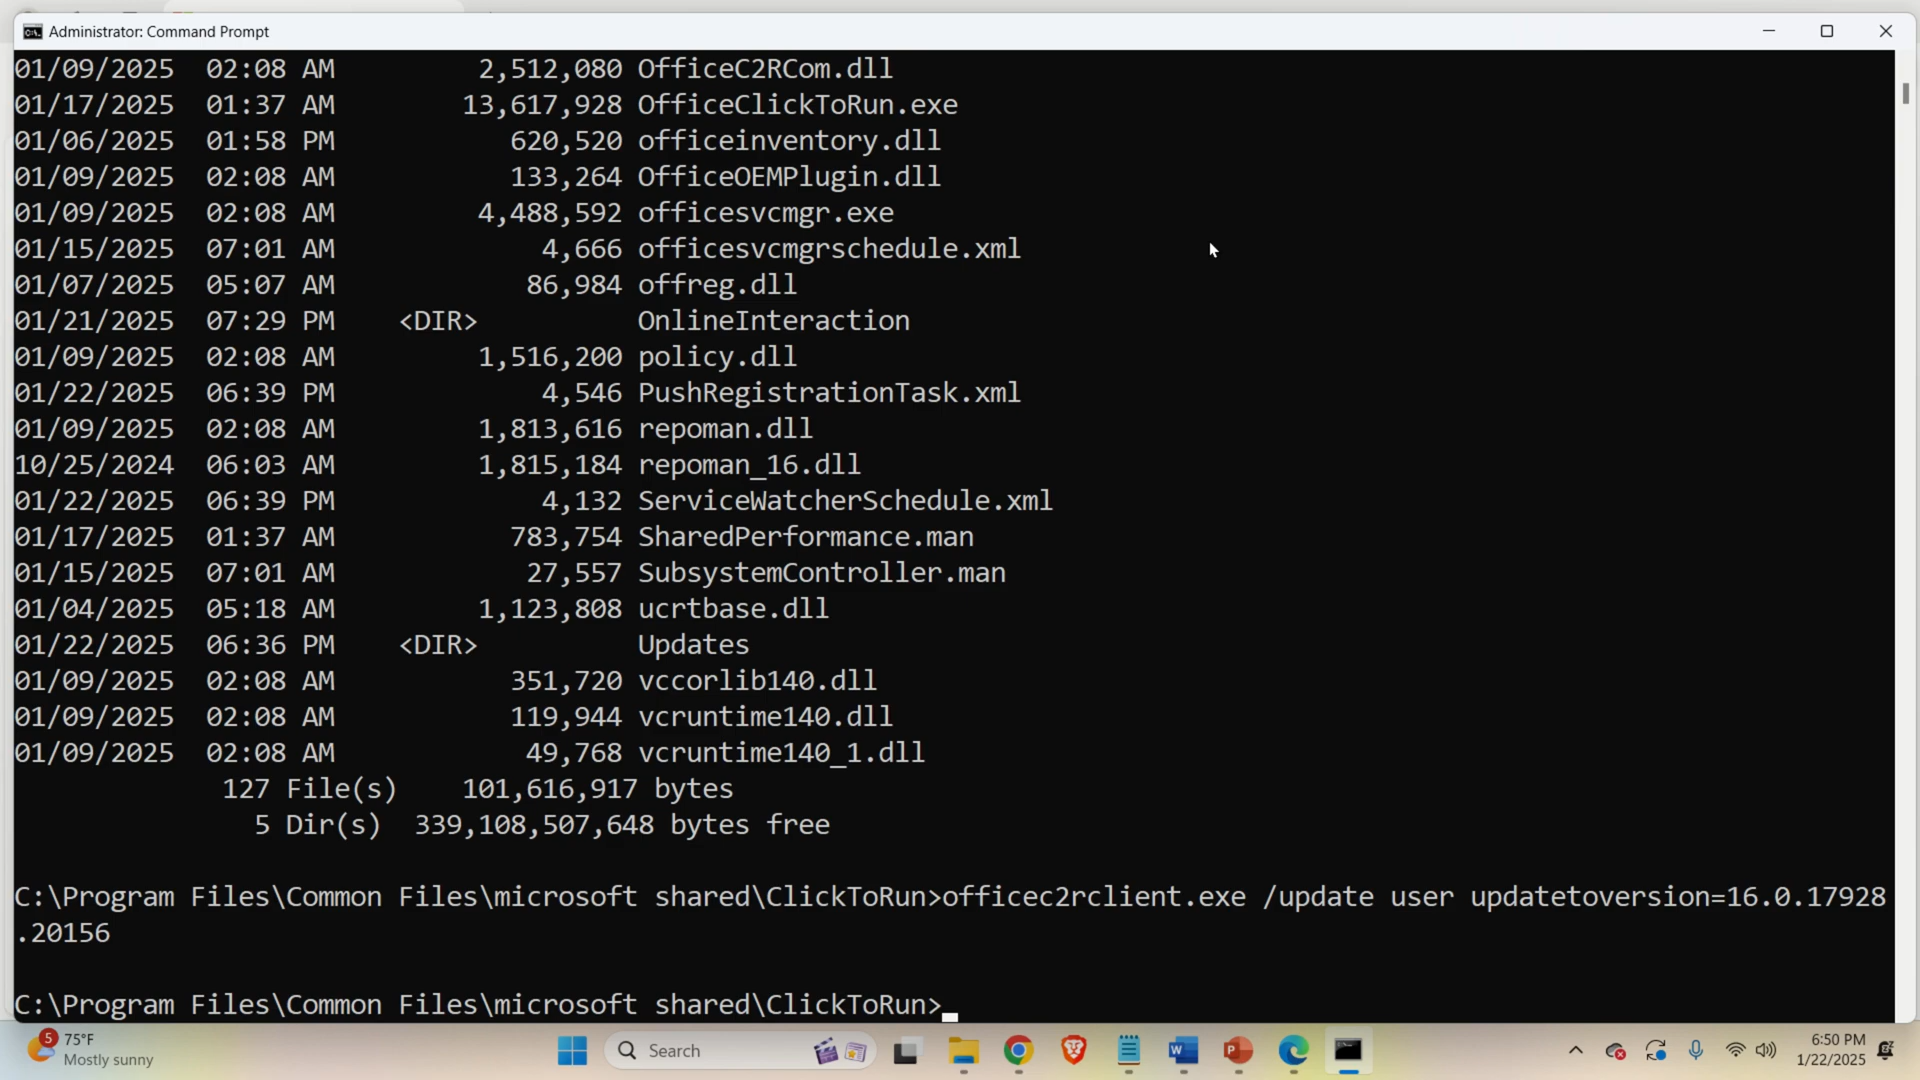 Administrator: Command Prompt
01/09/2025 02:08 AM 2,512,080 OfficeC2RCom.dll
01/17/2025 01:37 AM 13,617,928 OfficeClickToRun.exe
01/06/2025 01:58 PM 620,520 officeinventory.dll
01/09/2025 02:08 AM 133,264 OfficeOEMPlugin.dll
01/09/2025 02:08 AM 4,488,592 officesvcmgr.exe
01/15/2025 07:01 AM 4,666 officesvcmgrschedule.xml
01/07/2025 05:07 AM 86,984 offreg.dll
01/21/2025 07:29 PM <DIR> OnlineInteraction
01/09/2025 02:08 AM 1,516,200 policy.dll
01/22/2025 06:39 PM 4,546 PushRegistrationTask.xml
01/09/2025 02:08 AM 1,813,616 repoman.dll
10/25/2024 06:03 AM 1,815,184 repoman_16.dll
01/22/2025 06:39 PM 4,132 ServiceWatcherSchedule.xml
01/17/2025 01:37 AM 783,754 SharedPerformance.man
01/15/2025 07:01 AM 27,557 SubsystemController.man
01/04/2025 05:18 AM 1,123,808 ucrtbase.dll
01/22/2025 06:36 PM <DIR> Updates
01/09/2025 02:08 AM 351,720 vccorlib140.dll
01/09/2025 02:08 AM 119,944 vcruntime140.dll
01/09/2025 02:08 AM 49,768 vcruntime140_1.dll
127 File(s) 101,616,917 bytes
5 Dir(s) 339,108,507,648 bytes free
C:\Program Files\Common Files\microsoft shared\ClickToRun>officec2rclient.exe /update user updatetoversion=16.0.17928
.20156
C:\Program Files\Common Files\microsoft shared\ClickToRun>
5
75°F
Mostly sunny
Search
6:50 PM
1/22/2025